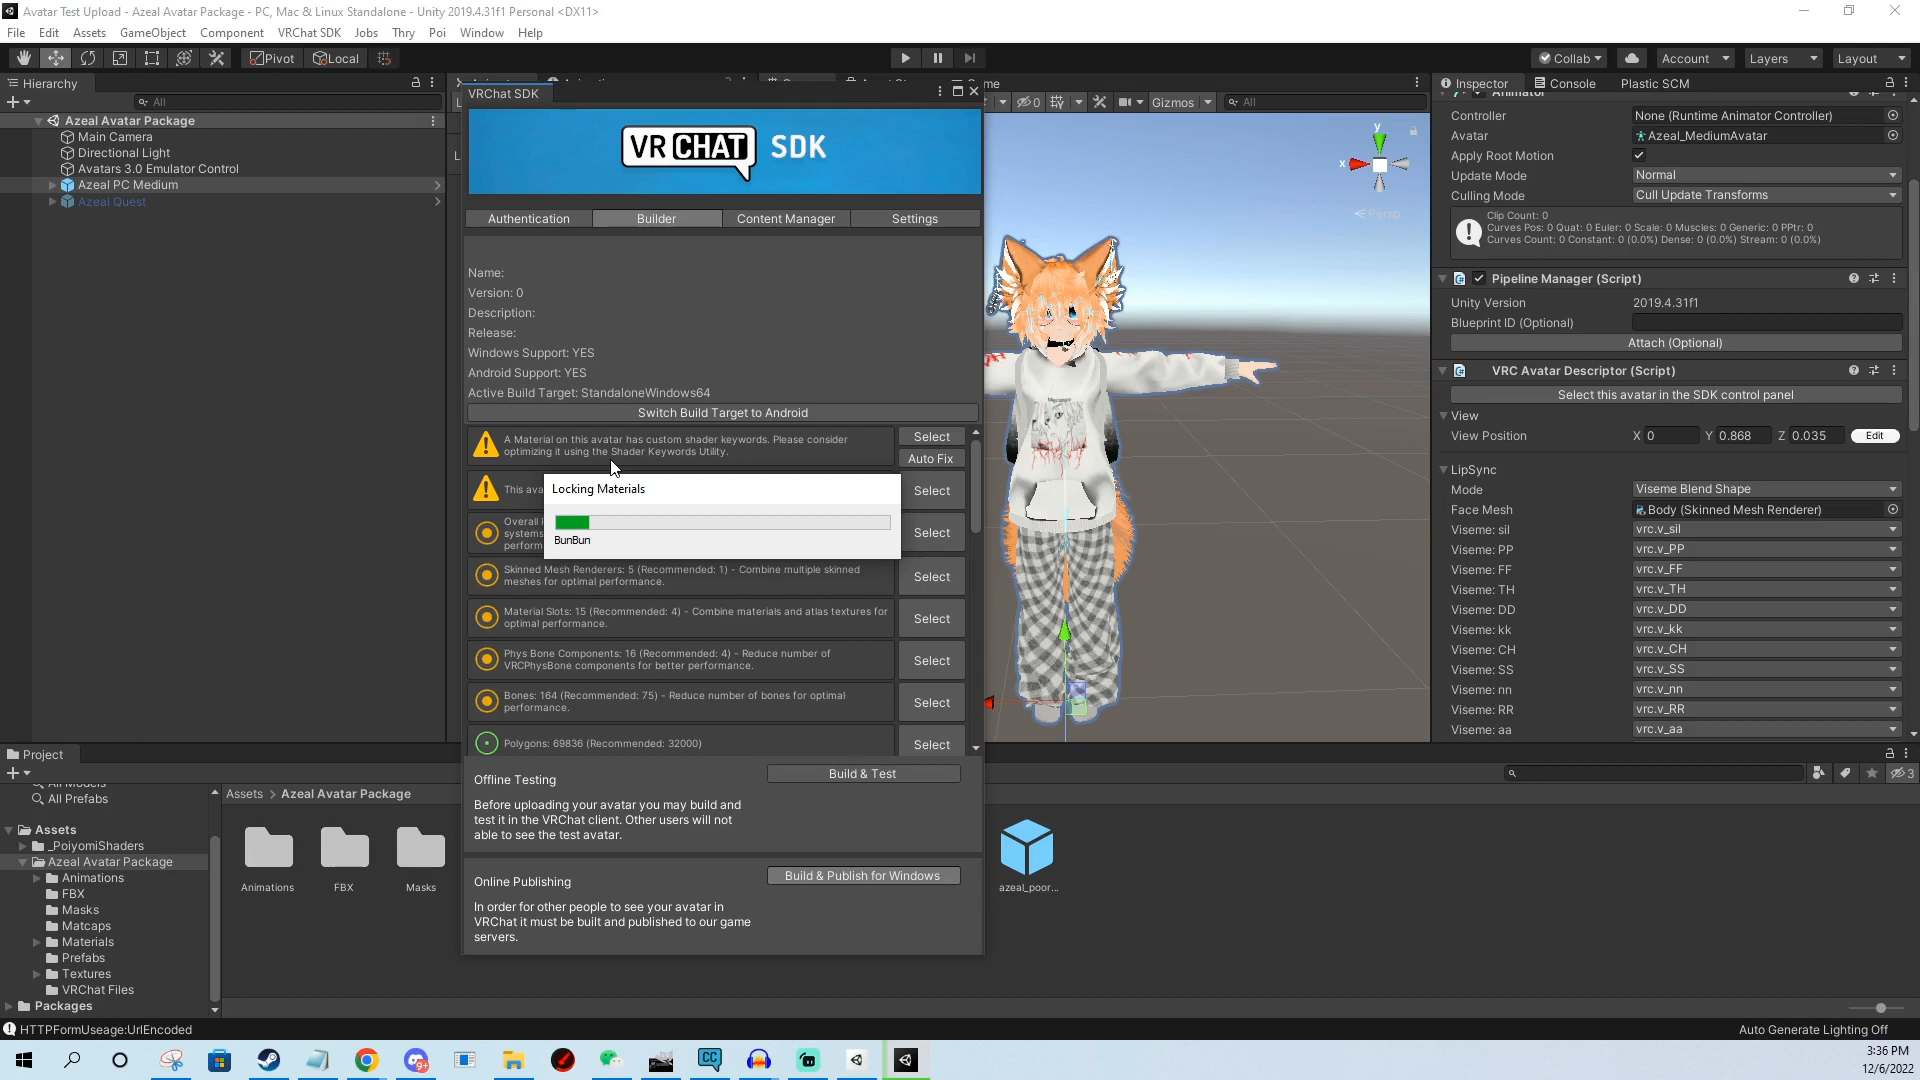 Avatar Test Upload - Azeal Avatar Package - PC, Mac & Linux Standalone - Unity 2019.4.31f1 Personal <DX11>
File Edit Assets GameObject Component VRChat SDK Jobs Thry Poi Window Help
Pivot Local Collab Account Layers Layout
Hierarchy
All
Azeal Avatar Package
Main Camera
Directional Light
Avatars 3.0 Emulator Control
Azeal PC Medium
Azeal Quest
VRChat SDK
VR CHAT SDK
Authentication Builder Content Manager Settings
Name:
Version: 0
Description:
Release:
Windows Support: YES
Android Support: YES
Active Build Target: StandaloneWindows64
Switch Build Target to Android
A Material on this avatar has custom shader keywords. Please consider
optimizing it using the Shader Keywords Utility.
Select
Auto Fix
This ava
Select
Locking Materials
BunBun
Overall
systems
perform
Select
Skinned Mesh Renderers: 5 (Recommended: 1) - Combine multiple skinned
meshes for optimal performance.
Select
Material Slots: 15 (Recommended: 4) - Combine materials and atlas textures for
optimal performance.
Select
Phys Bone Components: 16 (Recommended: 4) - Reduce number of
VRCPhysBone components for better performance.
Select
Bones: 164 (Recommended: 75) - Reduce number of bones for optimal
performance.
Select
Polygons: 69836 (Recommended: 32000)
Select
Offline Testing
Build & Test
Before uploading your avatar you may build and
test it in the VRChat client. Other users will not
able to see the test avatar.
Online Publishing
Build & Publish for Windows
In order for other people to see your avatar in
VRChat it must be built and published to our game
servers.
0 Gizmos All
y
x
Persp
Inspector Console Plastic SCM
Animator
Controller None (Runtime Animator Controller)
Avatar Azeal_MediumAvatar
Apply Root Motion
Update Mode Normal
Culling Mode Cull Update Transforms
Clip Count: 0
Curves Pos: 0 Quat: 0 Euler: 0 Scale: 0 Muscles: 0 Generic: 0 PPtr: 0
Curves Count: 0 Constant: 0 (0.0%) Dense: 0 (0.0%) Stream: 0 (0.0%)
Pipeline Manager (Script)
Unity Version 2019.4.31f1
Blueprint ID (Optional)
Attach (Optional)
VRC Avatar Descriptor (Script)
Select this avatar in the SDK control panel
View
View Position X 0 Y 0.868 Z 0.035 Edit
LipSync
Mode Viseme Blend Shape
Face Mesh Body (Skinned Mesh Renderer)
Viseme: sil vrc.v_sil
Viseme: PP vrc.v_PP
Viseme: FF vrc.v_FF
Viseme: TH vrc.v_TH
Viseme: DD vrc.v_DD
Viseme: kk vrc.v_kk
Viseme: CH vrc.v_CH
Viseme: SS vrc.v_SS
Viseme: nn vrc.v_nn
Viseme: RR vrc.v_RR
Viseme: aa vrc.v_aa
Project
All Models
All Prefabs
Assets
_PoiyomiShaders
Azeal Avatar Package
Animations
FBX
Masks
Matcaps
Materials
Prefabs
Textures
VRChat Files
Packages
Assets > Azeal Avatar Package
Animations FBX Masks azeal_poor...
3
HTTPFormUseage:UrlEncoded
Auto Generate Lighting Off
3:36 PM
12/6/2022